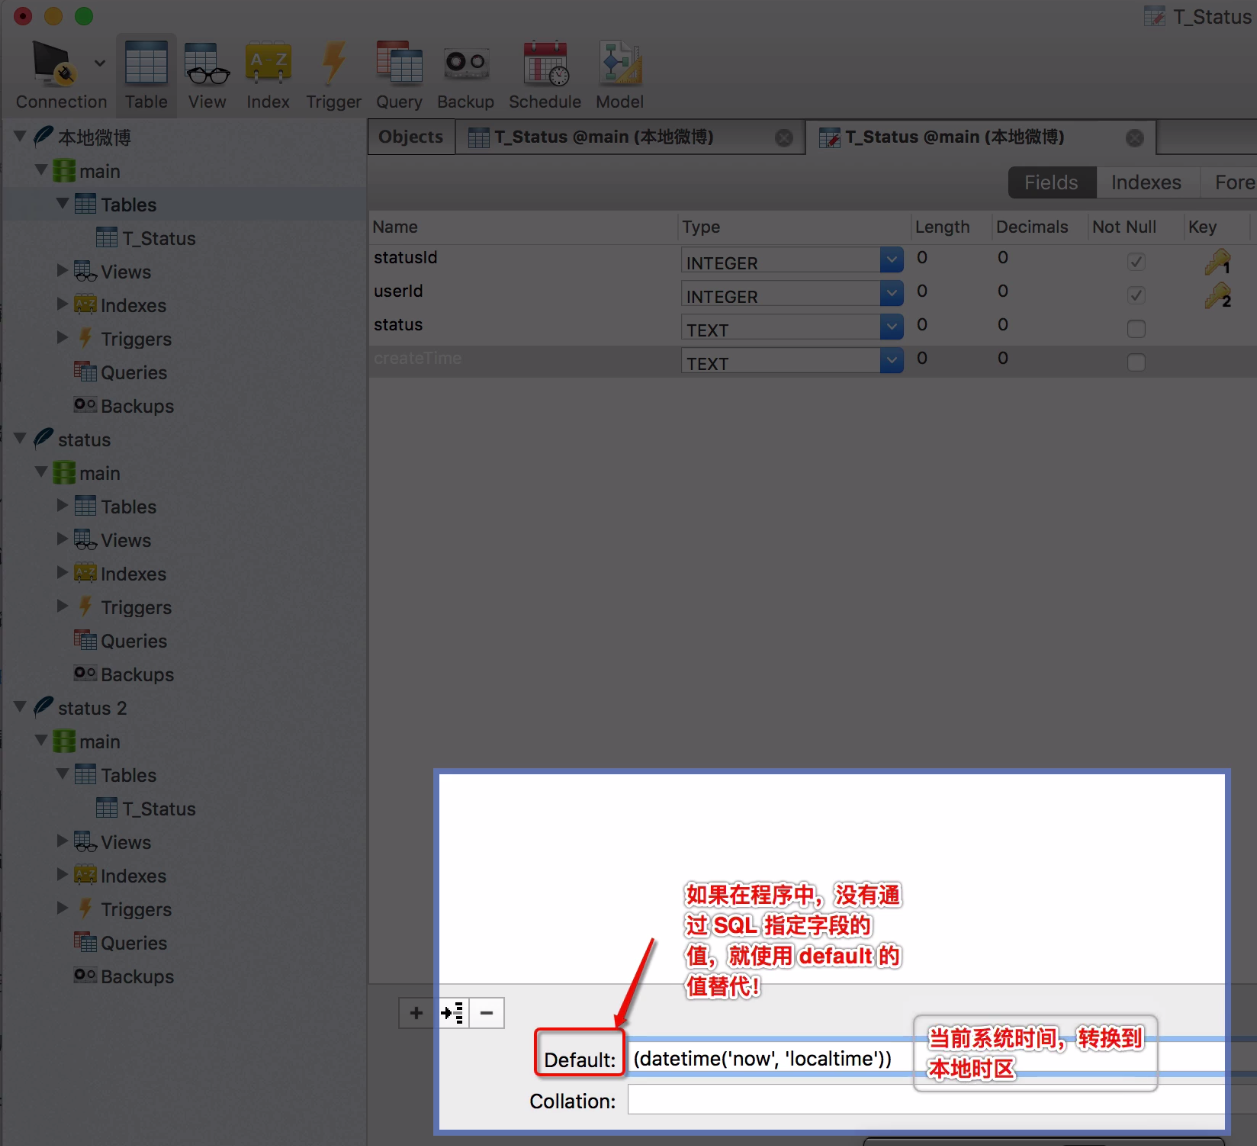 T_Status
Connection
Table
View
Index
Trigger
Query
Backup
Schedule
Model
本地微博
main
Tables
T_Status
Views
Indexes
Triggers
Queries
Backups
status
main
Tables
Views
Indexes
Triggers
Queries
Backups
status 2
main
Tables
T_Status
Views
Indexes
Triggers
Queries
Backups
Objects
T_Status @main (本地微博)
T_Status @main (本地微博)
Fields
Indexes
Fore
Name Type Length Decimals Not Null Key
statusId INTEGER 0 0 1
userId INTEGER 0 0 2
status TEXT 0 0
createTime TEXT 0 0
如果在程序中，没有通
过 SQL 指定字段的
值，就使用 default 的
值替代！
Default: (datetime('now', 'localtime'))
当前系统时间，转换到
本地时区
Collation: